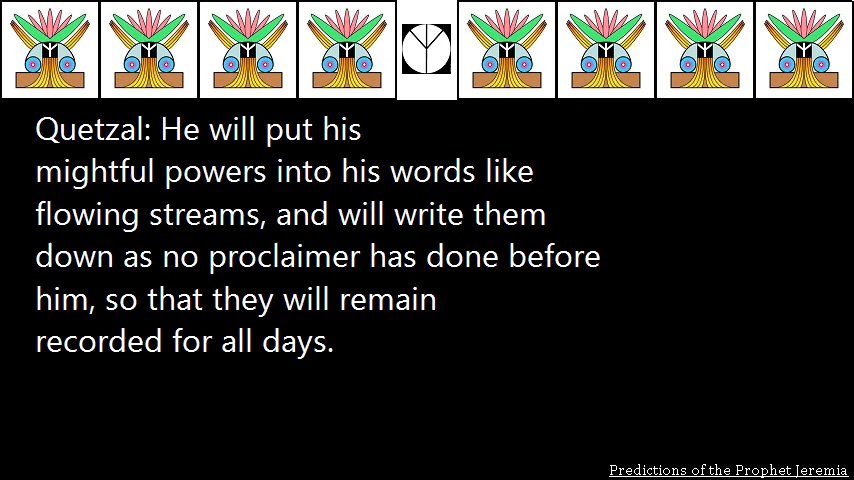 Quetzal: He will put his
mightful powers into his words like
flowing streams, and will write them
down as no proclaimer has done before
him, so that they will remain
recorded for all days.
Predictions of the Prophet Jeremia